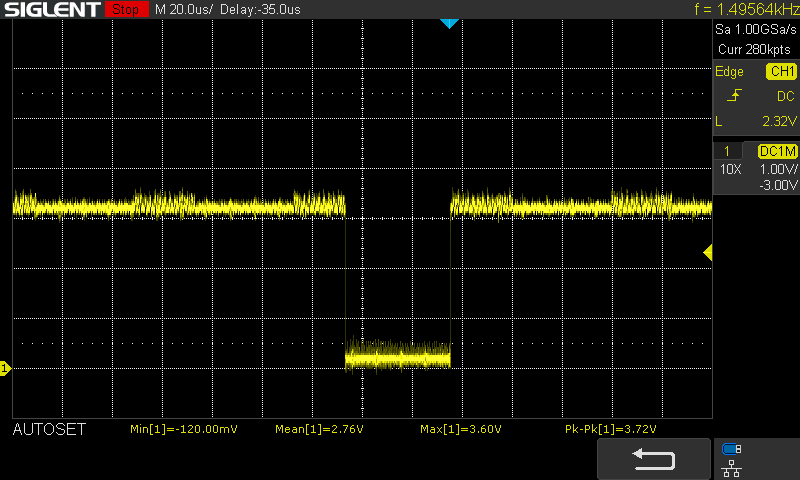 SIGLENT Stop M 20.0us/ Delay:-35.0us f = 1.49564kHz
Sa 1.00GSa/s
Curr 280kpts
Edge CH1
DC
L 2.32V
1 DC1M
10X 1.00V/
-3.00V
1
AUTOSET Min[1]=-120.00mV Mean[1]=2.76V Max[1]=3.60V Pk-Pk[1]=3.72V